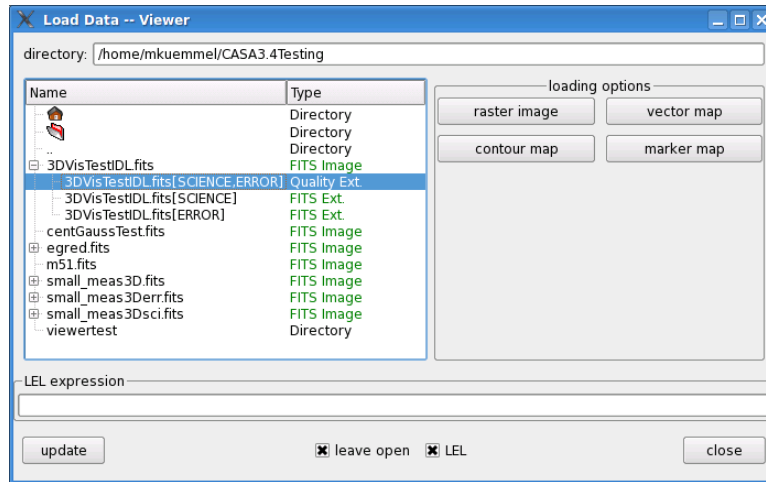 Load Data -- Viewer
directory: /home/mkuemmel/CASA3.4Testing
Name Type
Directory
Directory
.. Directory
3DVisTestIDL.fits FITS Image
3DVisTestIDL.fits[SCIENCE,ERROR] Quality Ext.
3DVisTestIDL.fits[SCIENCE] FITS Ext.
3DVisTestIDL.fits[ERROR] FITS Ext.
centGaussTest.fits FITS Image
egred.fits FITS Image
m51.fits FITS Image
small_meas3D.fits FITS Image
small_meas3Derr.fits FITS Image
small_meas3Dsci.fits FITS Image
viewertest Directory
loading options
raster image vector map
contour map marker map
LEL expression
update leave open LEL close